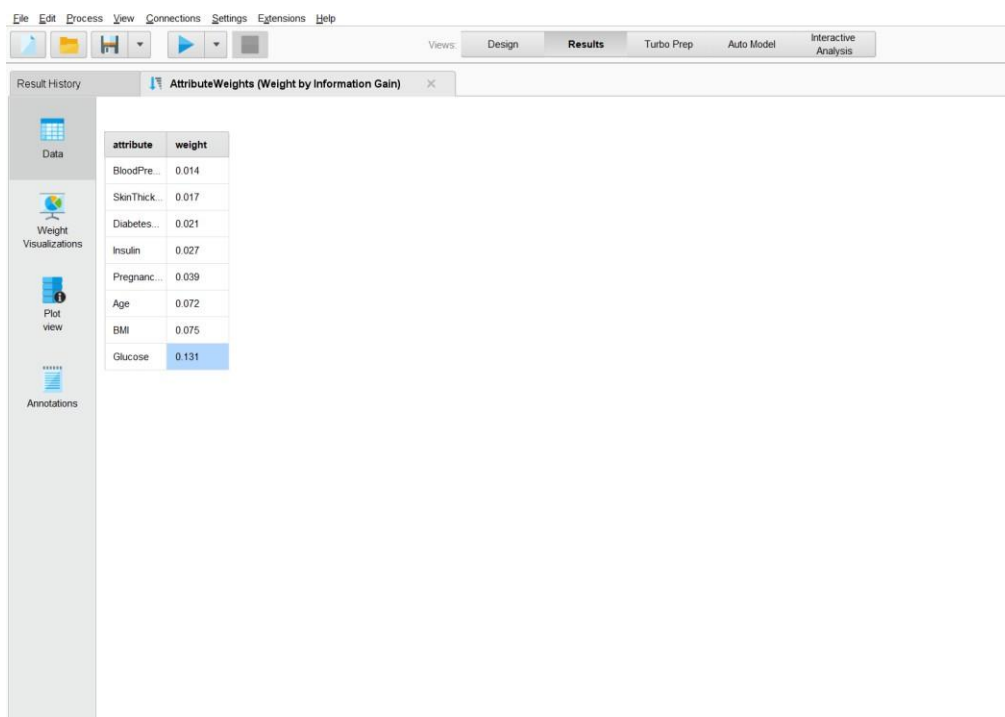 File Edit Process View Connections Settings Extensions Help
Views: Design Results Turbo Prep Auto Model Interactive Analysis
Result History AttributeWeights (Weight by Information Gain)
Data
attribute weight
BloodPre... 0.014
SkinThick... 0.017
Diabetes... 0.021
Insulin 0.027
Pregnanc... 0.039
Age 0.072
BMI 0.075
Glucose 0.131
Weight
Visualizations
Plot
view
Annotations